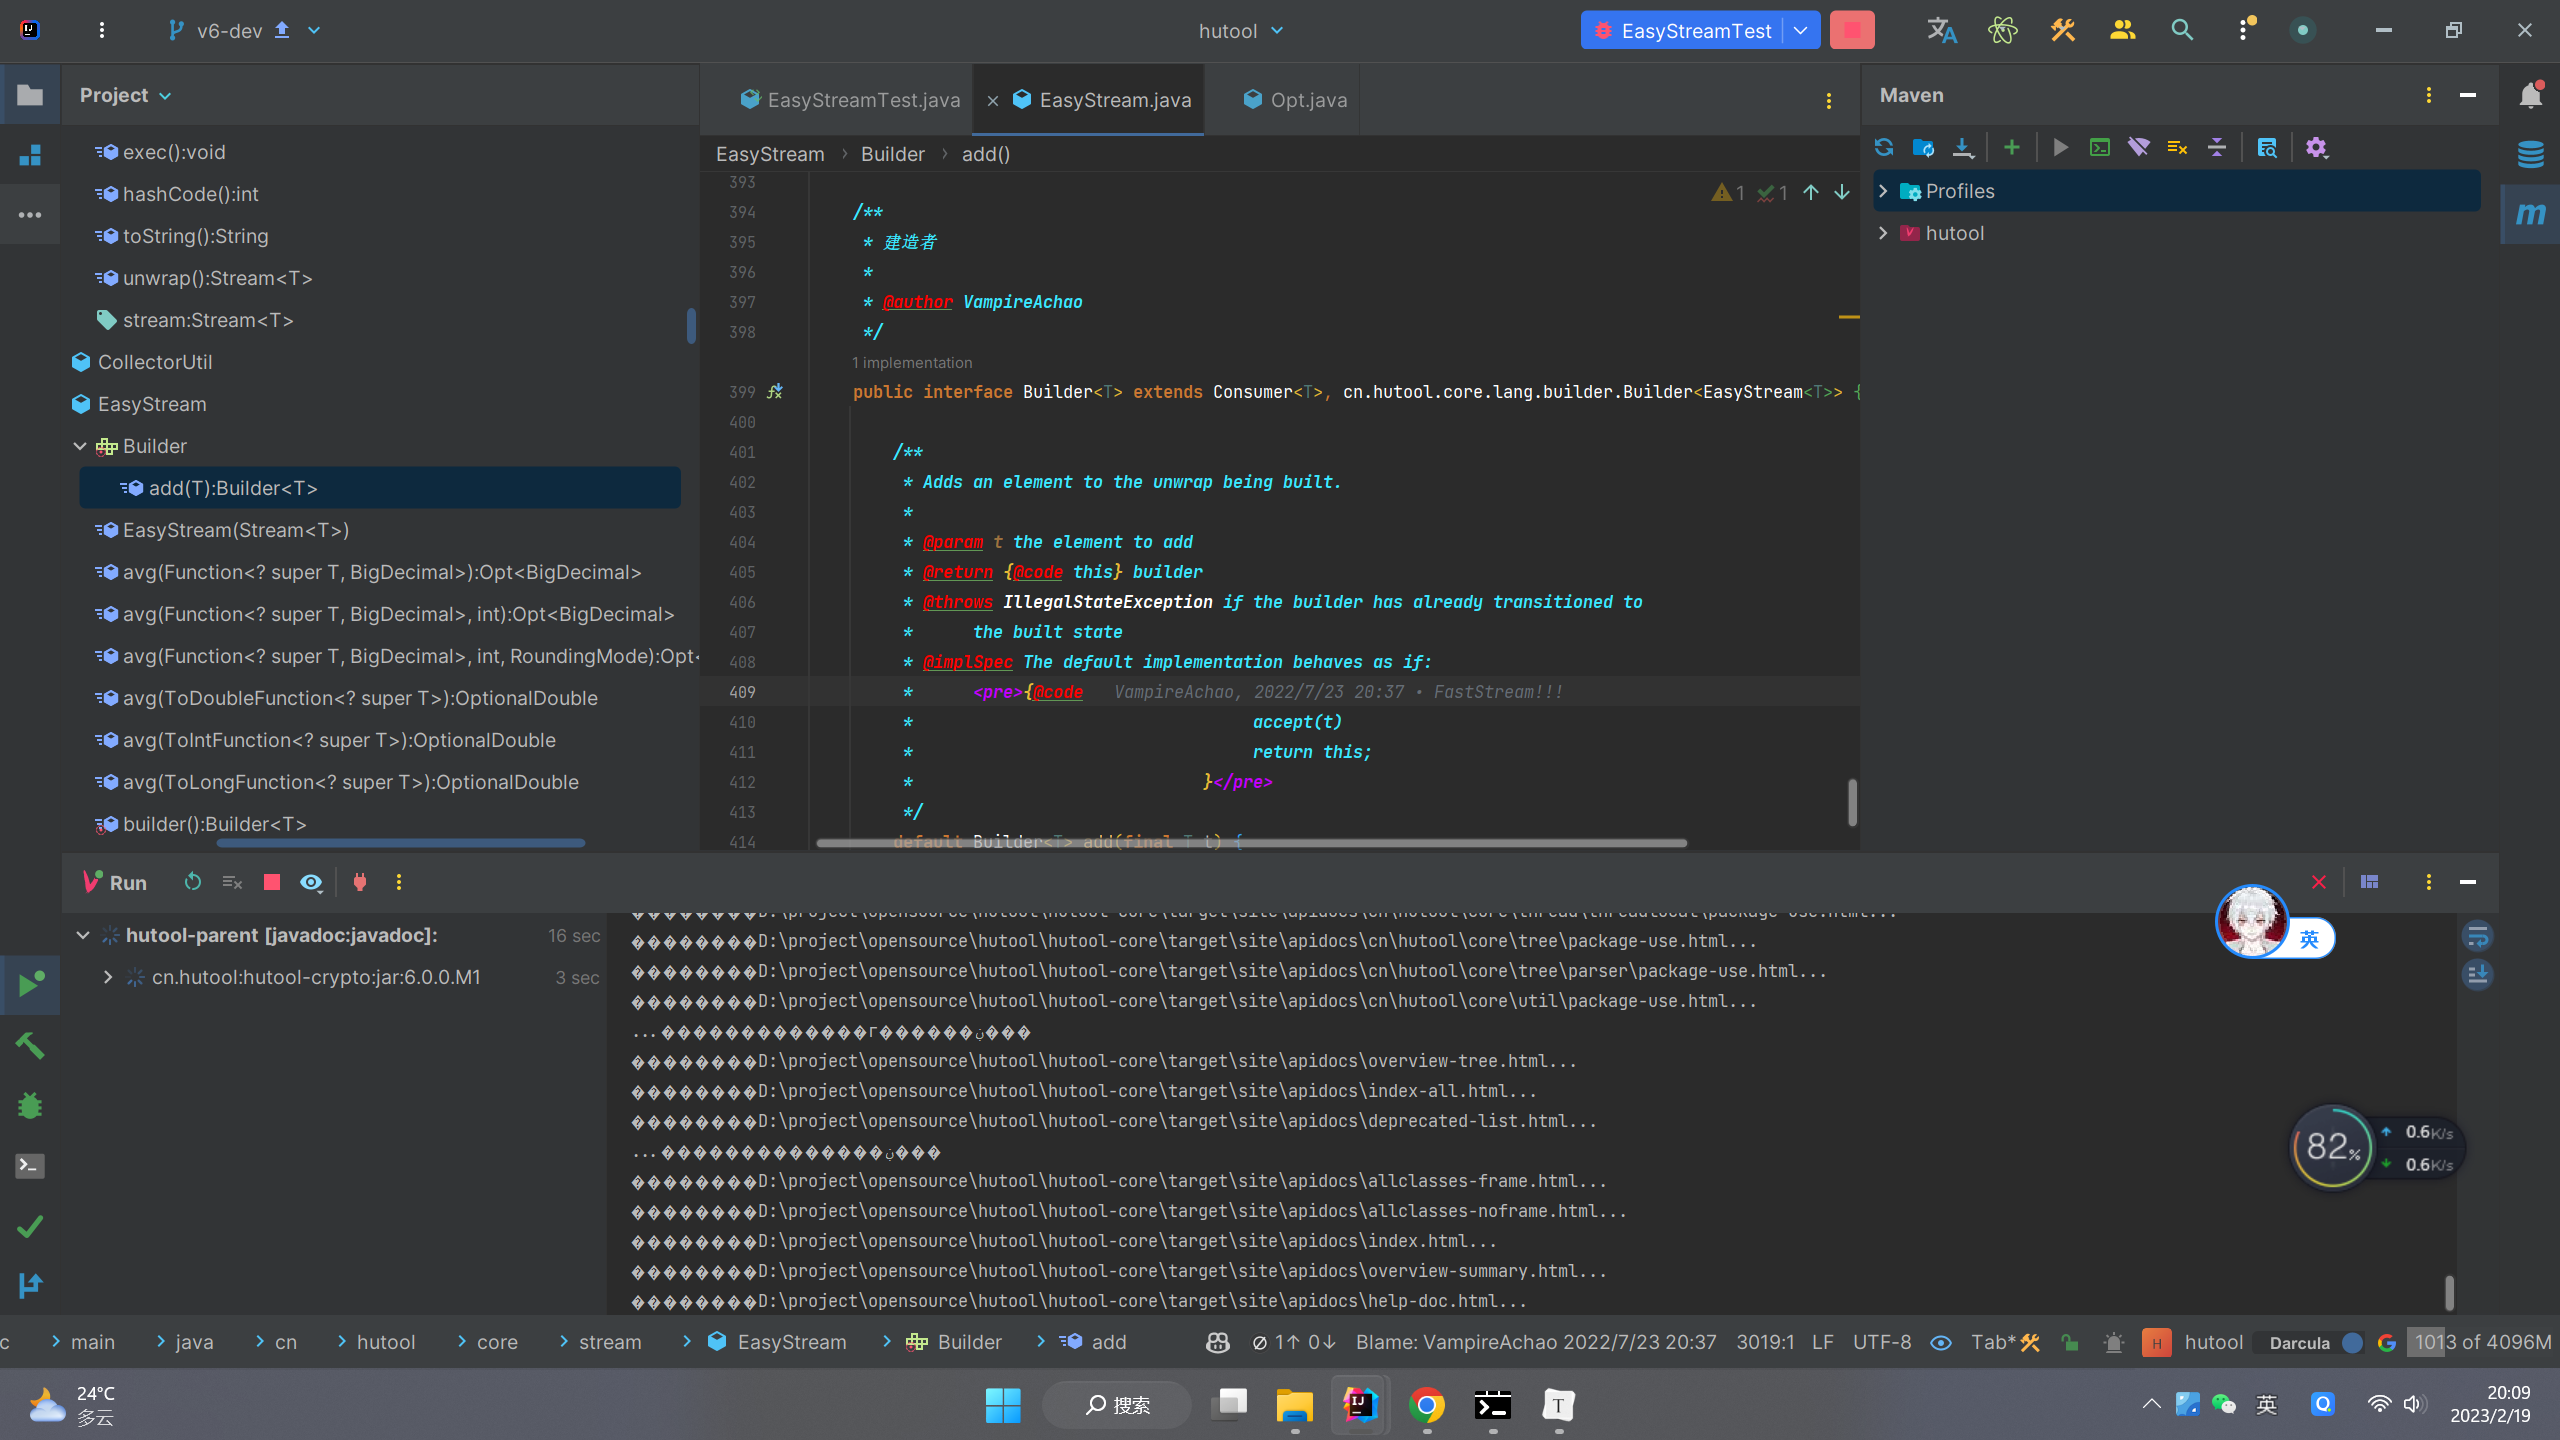 v6-dev
hutool
EasyStreamTest
Project
exec():void
hashCode():int
toString():String
unwrap():Stream<T>
stream:Stream<T>
CollectorUtil
EasyStream
Builder
add(T):Builder<T>
EasyStream(Stream<T>)
avg(Function<? super T, BigDecimal>):Opt<BigDecimal>
avg(Function<? super T, BigDecimal>, int):Opt<BigDecimal>
avg(Function<? super T, BigDecimal>, int, RoundingMode):Opt<
avg(ToDoubleFunction<? super T>):OptionalDouble
avg(ToIntFunction<? super T>):OptionalDouble
avg(ToLongFunction<? super T>):OptionalDouble
builder():Builder<T>
EasyStreamTest.java EasyStream.java Opt.java
EasyStream Builder add()
1 1
393
394 /**
395 * 建造者
396 *
397 * @author VampireAchao
398 */
1 implementation
399 public interface Builder<T> extends Consumer<T>, cn.hutool.core.lang.builder.Builder<EasyStream<T>> {
400
401 /**
402 * Adds an element to the unwrap being built.
403 *
404 * @param t the element to add
405 * @return {@code this} builder
406 * @throws IllegalStateException if the builder has already transitioned to
407 * the built state
408 * @implSpec The default implementation behaves as if:
409 * <pre>{@code VampireAchao, 2022/7/23 20:37 • FastStream!!!
410 * accept(t)
411 * return this;
412 * }</pre>
413 */
414 default Builder<T> add(final T t) {
Maven
Profiles
hutool
m
Run
hutool-parent [javadoc:javadoc]: 16 sec
cn.hutool:hutool-crypto:jar:6.0.0.M1 3 sec
��������D:\project\opensource\hutool\hutool-core\target\site\apidocs\cn\hutool\core\thread\threadlocal\package-use.html...
��������D:\project\opensource\hutool\hutool-core\target\site\apidocs\cn\hutool\core\tree\package-use.html...
��������D:\project\opensource\hutool\hutool-core\target\site\apidocs\cn\hutool\core\tree\parser\package-use.html...
��������D:\project\opensource\hutool\hutool-core\target\site\apidocs\cn\hutool\core\util\package-use.html...
...�������������г������ڼ���
��������D:\project\opensource\hutool\hutool-core\target\site\apidocs\overview-tree.html...
��������D:\project\opensource\hutool\hutool-core\target\site\apidocs\index-all.html...
��������D:\project\opensource\hutool\hutool-core\target\site\apidocs\deprecated-list.html...
...��������������ڼ���
��������D:\project\opensource\hutool\hutool-core\target\site\apidocs\allclasses-frame.html...
��������D:\project\opensource\hutool\hutool-core\target\site\apidocs\allclasses-noframe.html...
��������D:\project\opensource\hutool\hutool-core\target\site\apidocs\index.html...
��������D:\project\opensource\hutool\hutool-core\target\site\apidocs\overview-summary.html...
��������D:\project\opensource\hutool\hutool-core\target\site\apidocs\help-doc.html...
英
82%
0.6K/s
0.6K/s
c main java cn hutool core stream EasyStream Builder add
1↑ 0↓ Blame: VampireAchao 2022/7/23 20:37 3019:1 LF UTF-8 Tab* H hutool Darcula 1013 of 4096M
24°C
多云
搜索
英
20:09
2023/2/19